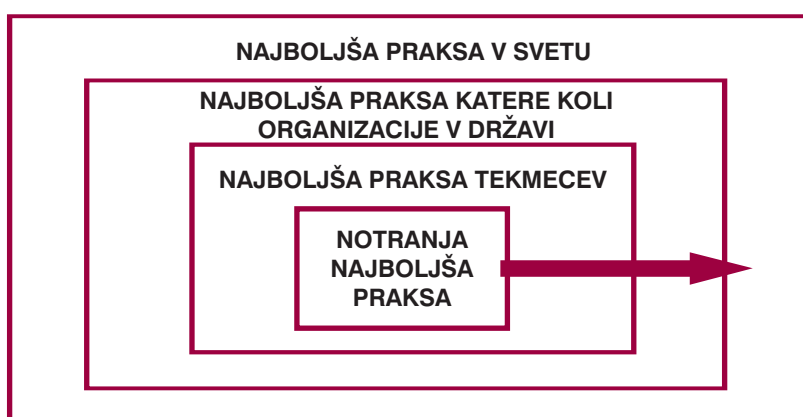 NAJBOLJŠA PRAKSA V SVETU
NAJBOLJŠA PRAKSA KATERE KOLI
ORGANIZACIJE V DRŽAVI
NAJBOLJŠA PRAKSA TEKMECEV
NOTRANJA
NAJBOLJŠA
PRAKSA